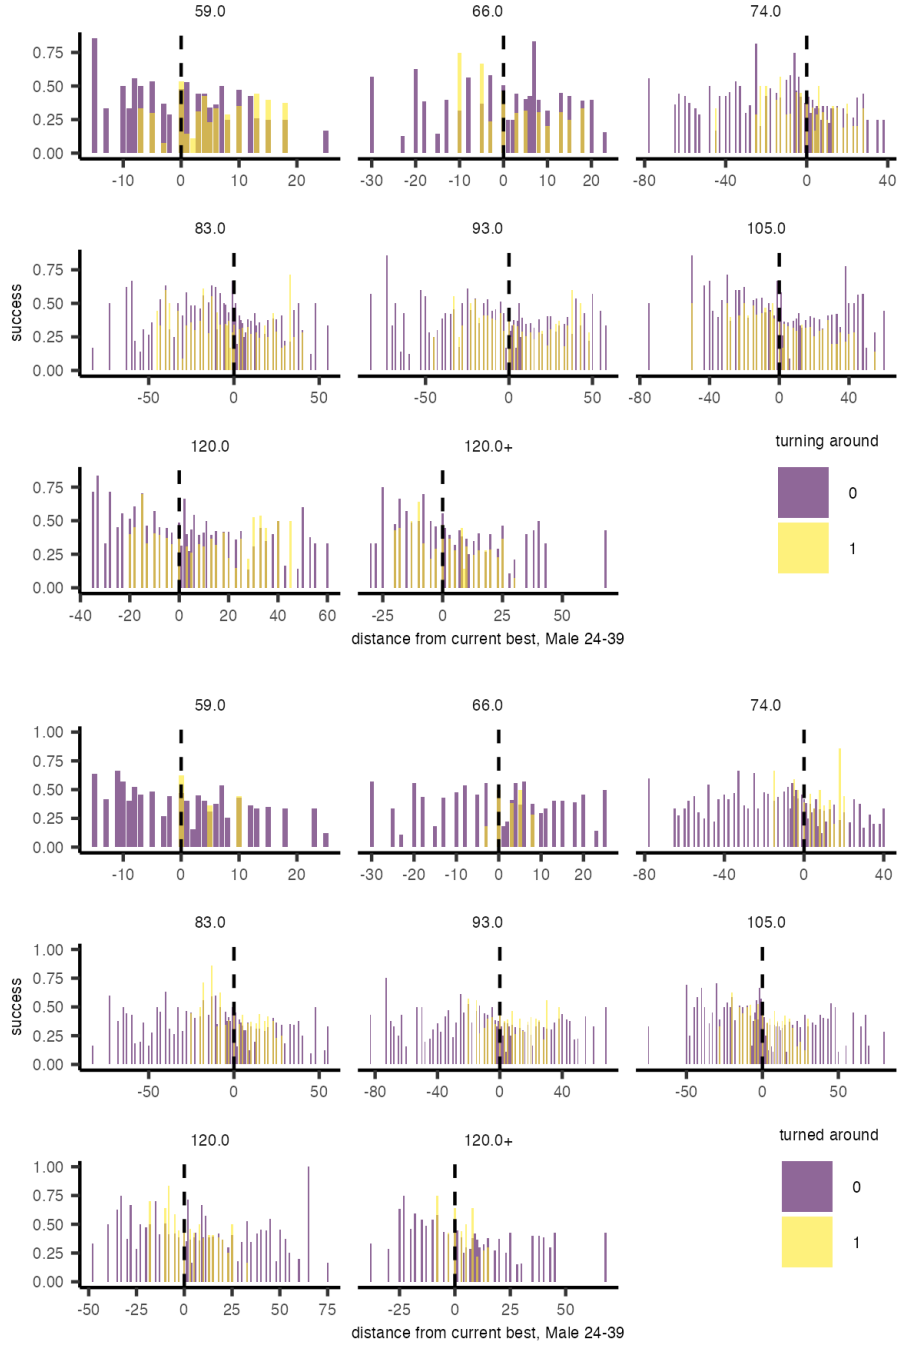 59.0 66.0 74.0
0.75
0.50
0.25
0.00
-10 0 10 20 -30 -20 -10 0 10 20 -80 -40 0 40
83.0 93.0 105.0
success
0.75
0.50
0.25
0.00
-50 0 50 -50 0 50 -80 -40 0 40
120.0 120.0+
turning around
0.75
0.50
0.25
0.00
0
1
-40 -20 0 20 40 60 -25 0 25 50
distance from current best, Male 24-39
59.0 66.0 74.0
1.00
0.75
0.50
0.25
0.00
-10 0 10 20 -30 -20 -10 0 10 20 -80 -40 0 40
83.0 93.0 105.0
success
1.00
0.75
0.50
0.25
0.00
-50 0 50 -80 -40 0 40 -50 0 50
120.0 120.0+
turned around
1.00
0.75
0.50
0.25
0.00
0
1
-50 -25 0 25 50 75 -25 0 25 50
distance from current best, Male 24-39